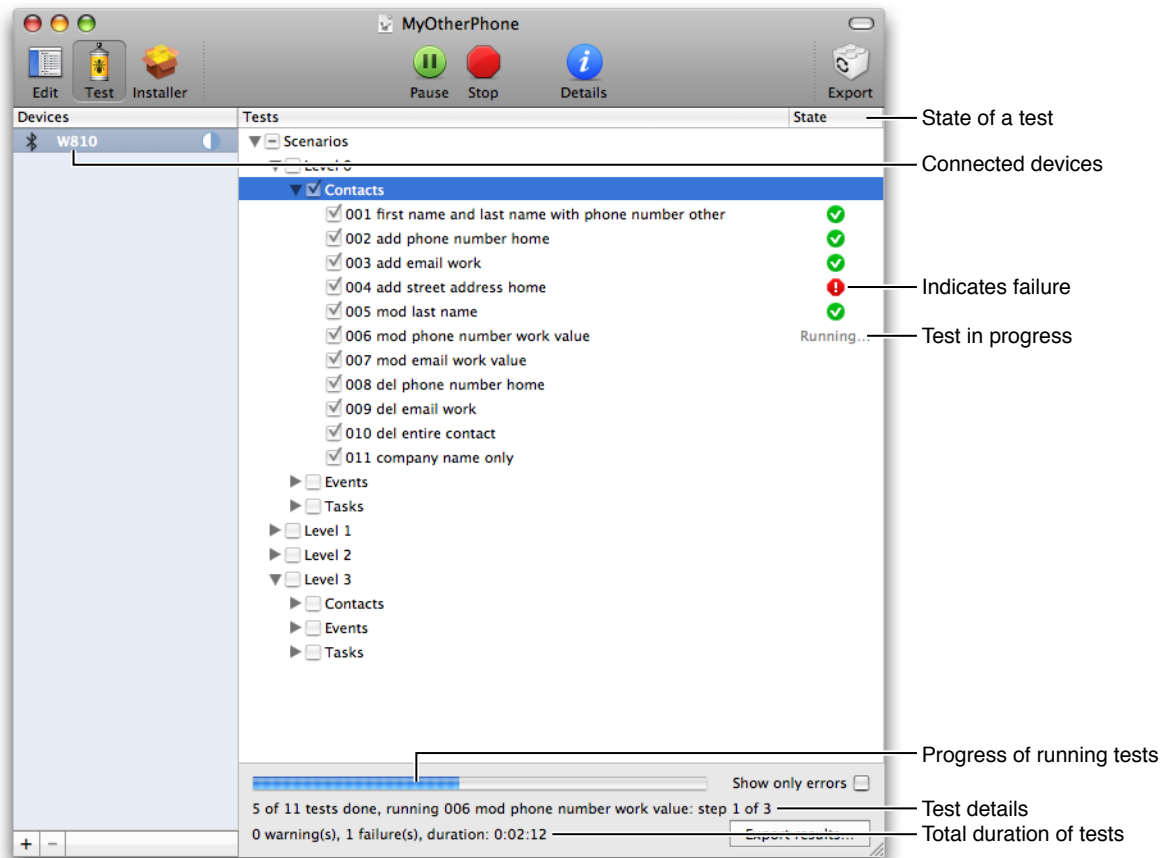 MyOtherPhone
Edit Test Installer Pause Stop Details Export
Devices Tests State State of a test
W810 Scenarios
Connected devices
Level 0
Contacts
001 first name and last name with phone number other
002 add phone number home
003 add email work
004 add street address home Indicates failure
005 mod last name
006 mod phone number work value Running... Test in progress
007 mod email work value
008 del phone number home
009 del email work
010 del entire contact
011 company name only
Events
Tasks
Level 1
Level 2
Level 3
Contacts
Events
Tasks
Progress of running tests
Show only errors
5 of 11 tests done, running 006 mod phone number work value: step 1 of 3 Test details
0 warning(s), 1 failure(s), duration: 0:02:12 Export results... Total duration of tests